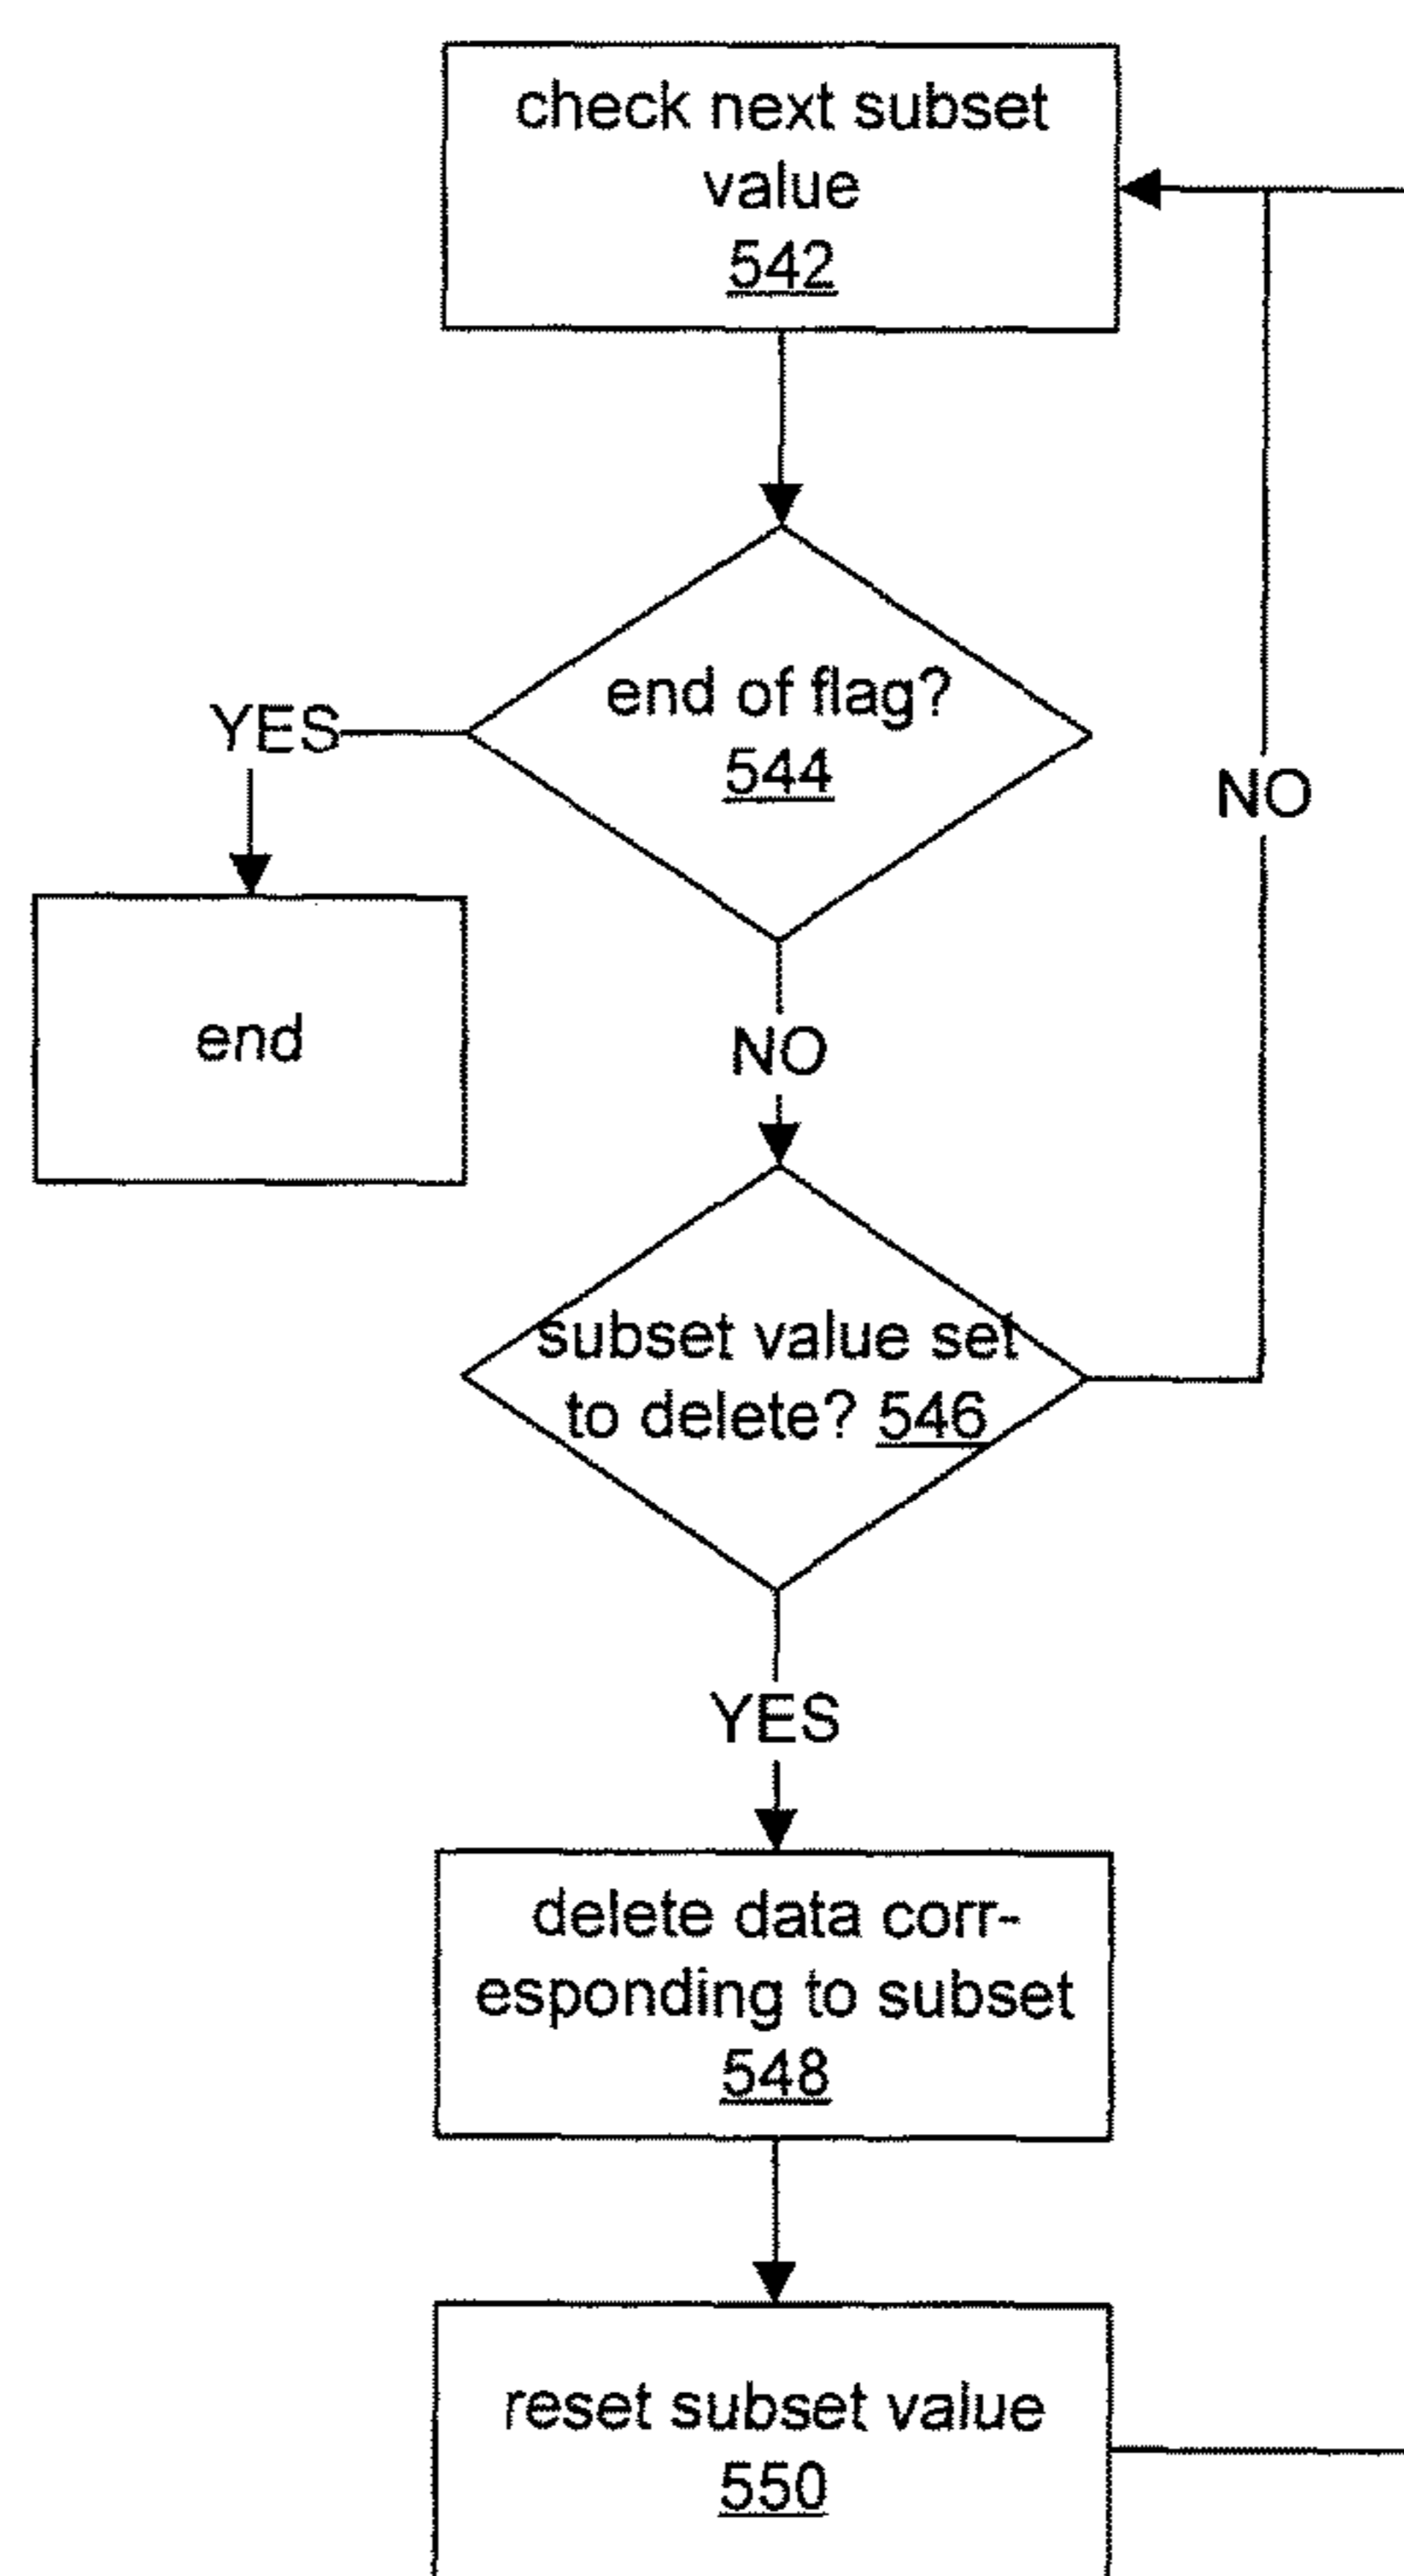 check next subset
value
542
end of flag?
544
YES
NO
end
NO
subset value set
to delete? 546
YES
delete data corr-
esponding to subset
548
reset subset value
550